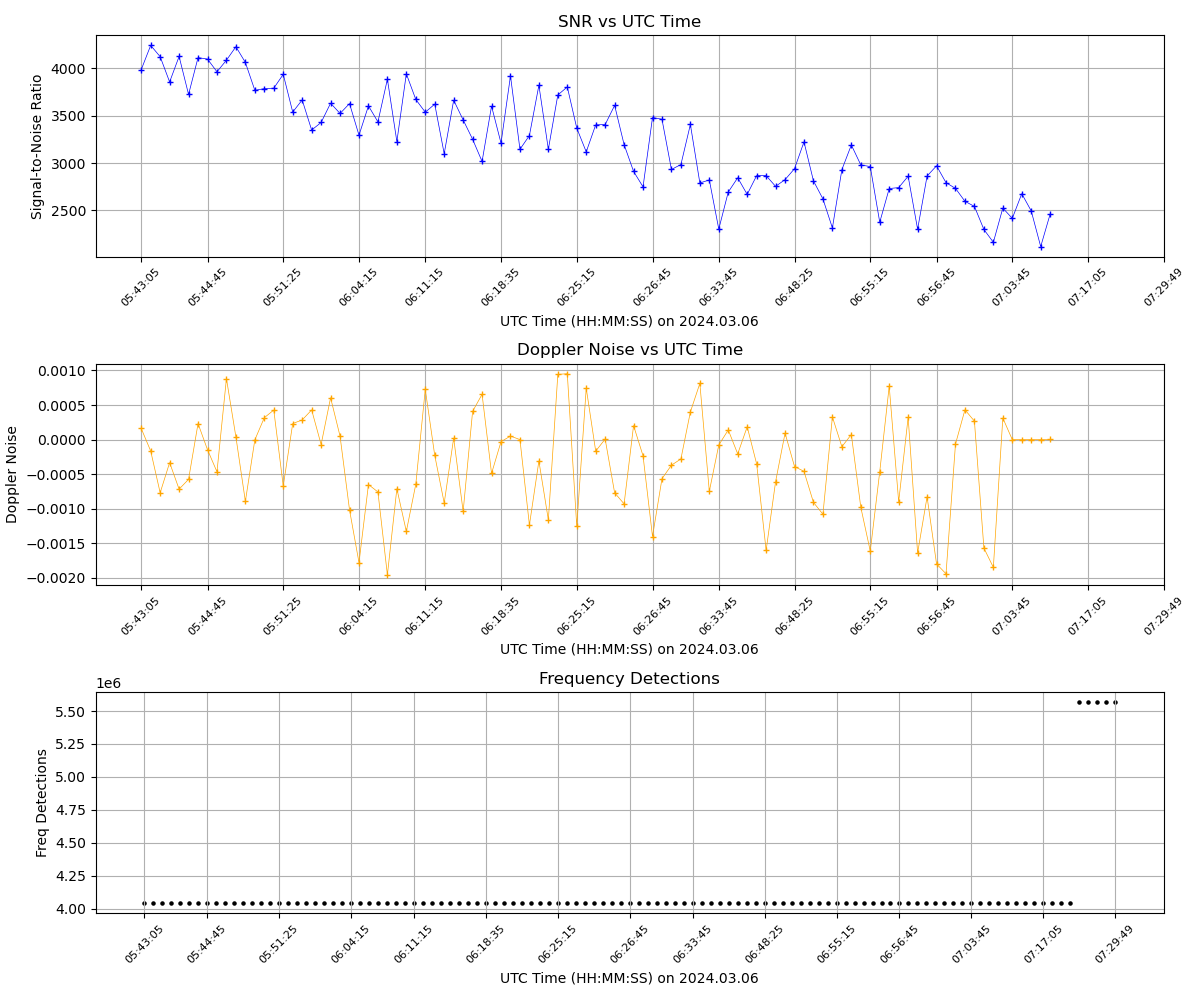 SNR vs UTC Time
Signal-to-Noise Ratio
4000
3500
3000
2500
05:43:05 05:44:45 05:51:25 06:04:15 06:11:15 06:18:35 06:25:15 06:26:45 06:33:45 06:48:25 06:55:15 06:56:45 07:03:45 07:17:05 07:29:49
UTC Time (HH:MM:SS) on 2024.03.06
Doppler Noise vs UTC Time
Doppler Noise
0.0010
0.0005
0.0000
−0.0005
−0.0010
−0.0015
−0.0020
05:43:05 05:44:45 05:51:25 06:04:15 06:11:15 06:18:35 06:25:15 06:26:45 06:33:45 06:48:25 06:55:15 06:56:45 07:03:45 07:17:05 07:29:49
UTC Time (HH:MM:SS) on 2024.03.06
Frequency Detections
1e6
Freq Detections
5.50
5.25
5.00
4.75
4.50
4.25
4.00
05:43:05 05:44:45 05:51:25 06:04:15 06:11:15 06:18:35 06:25:15 06:26:45 06:33:45 06:48:25 06:55:15 06:56:45 07:03:45 07:17:05 07:29:49
UTC Time (HH:MM:SS) on 2024.03.06